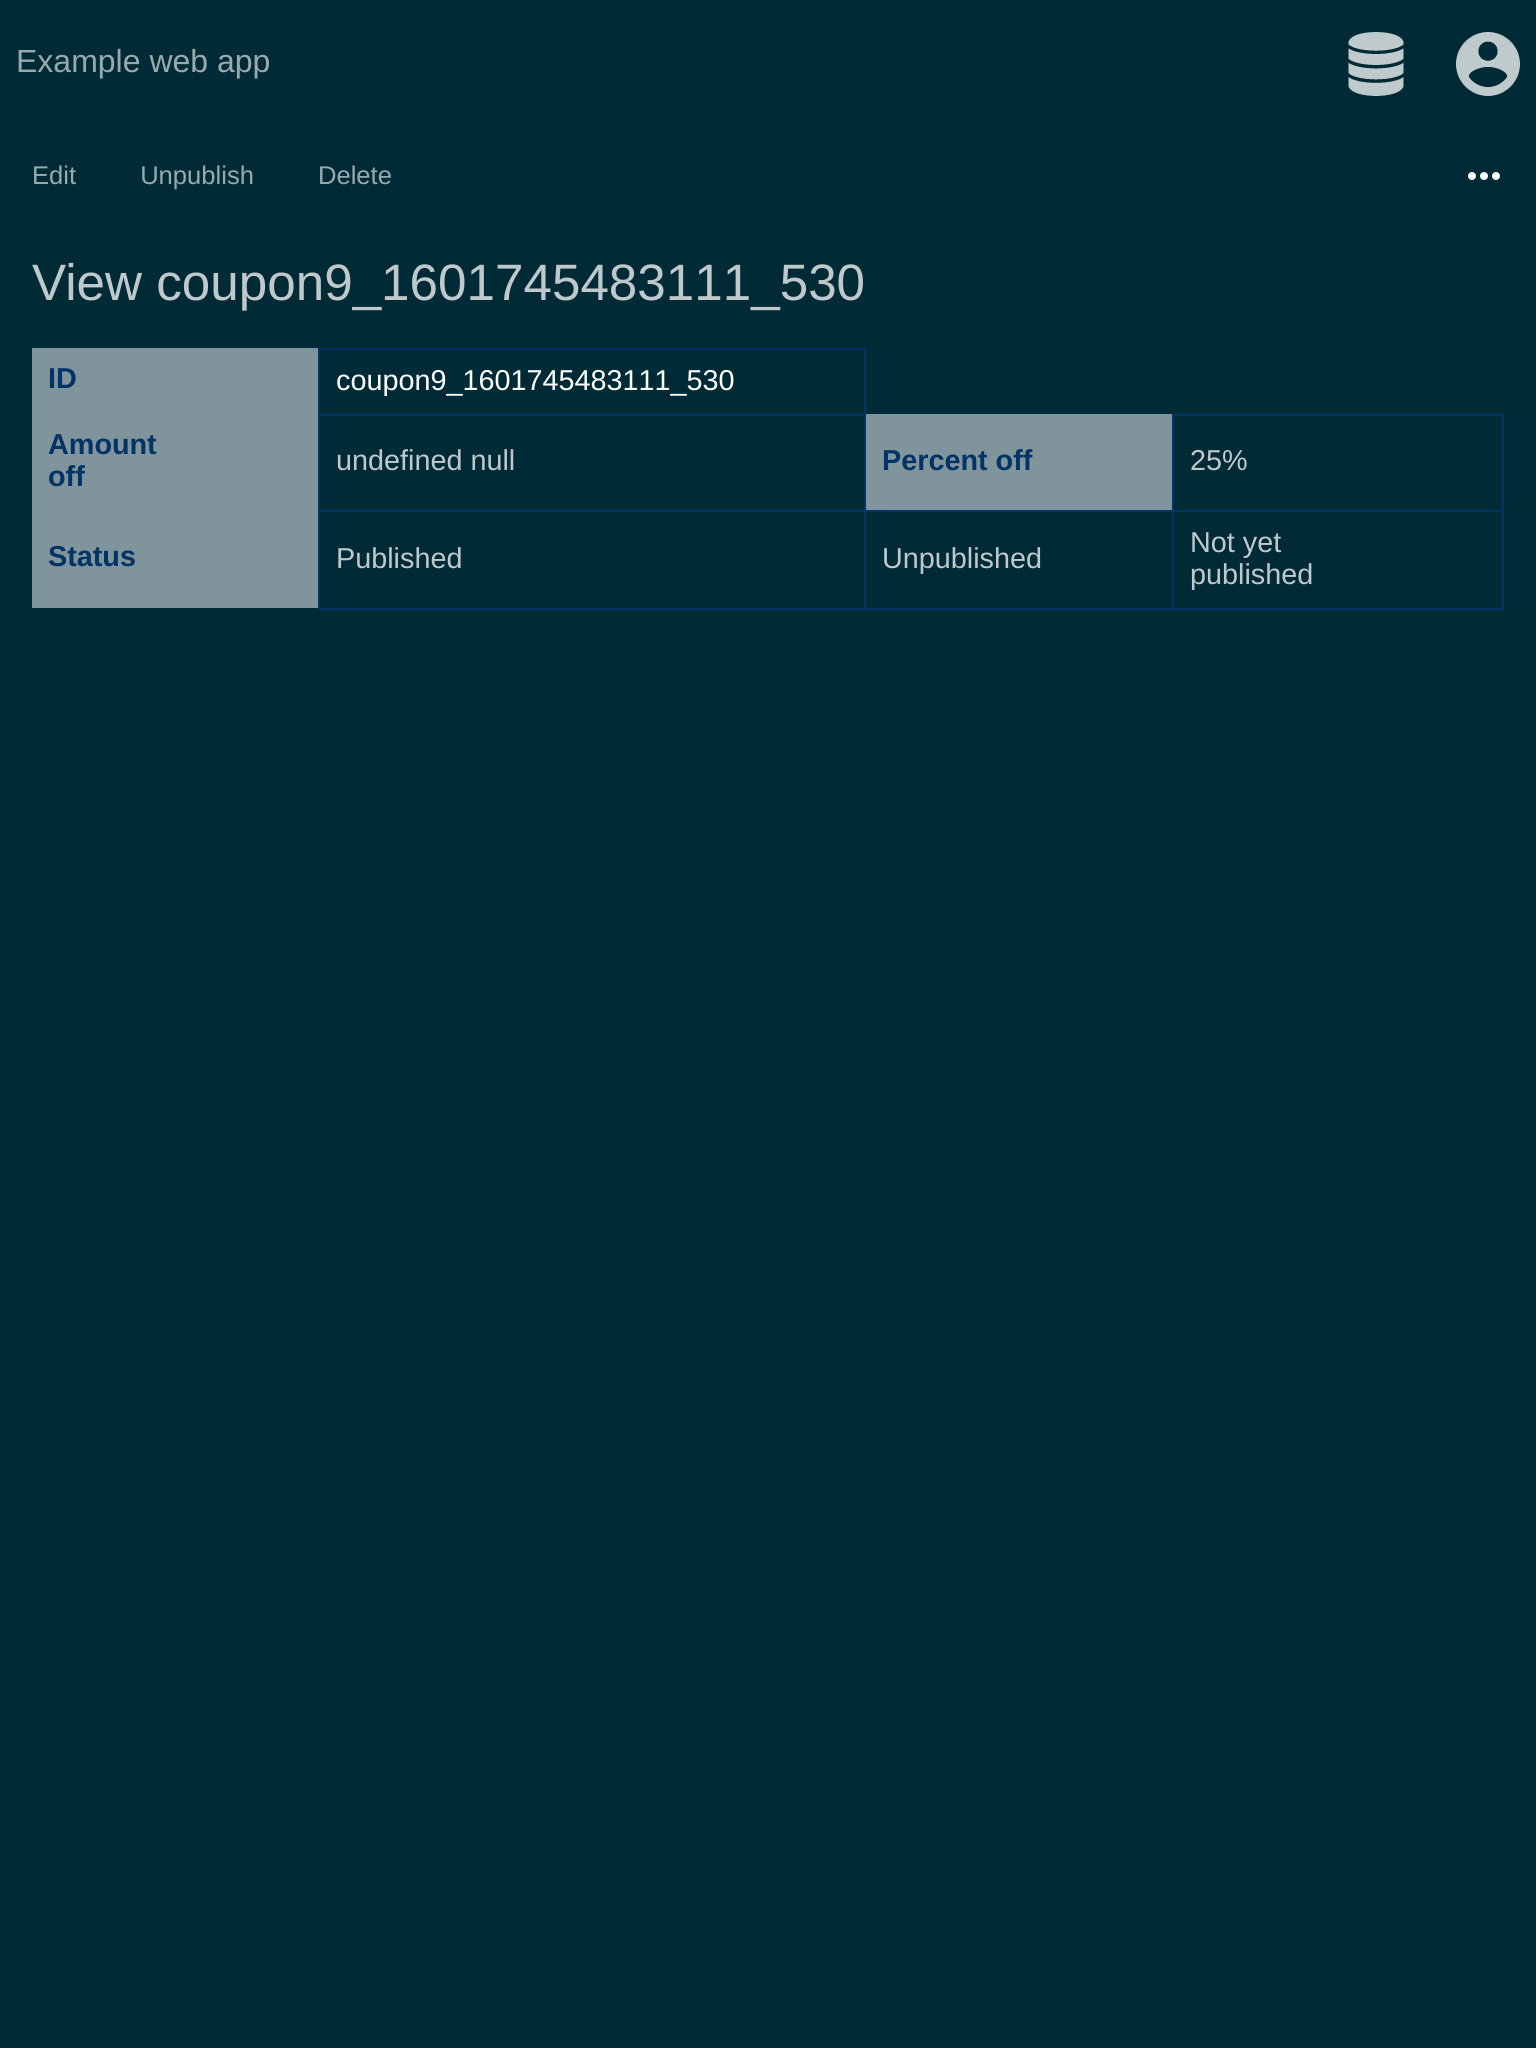 Example web app
Edit Unpublish Delete
View coupon9_1601745483111_530
ID coupon9_1601745483111_530
Amount off undefined null Percent off 25%
Status Published Unpublished Not yet published